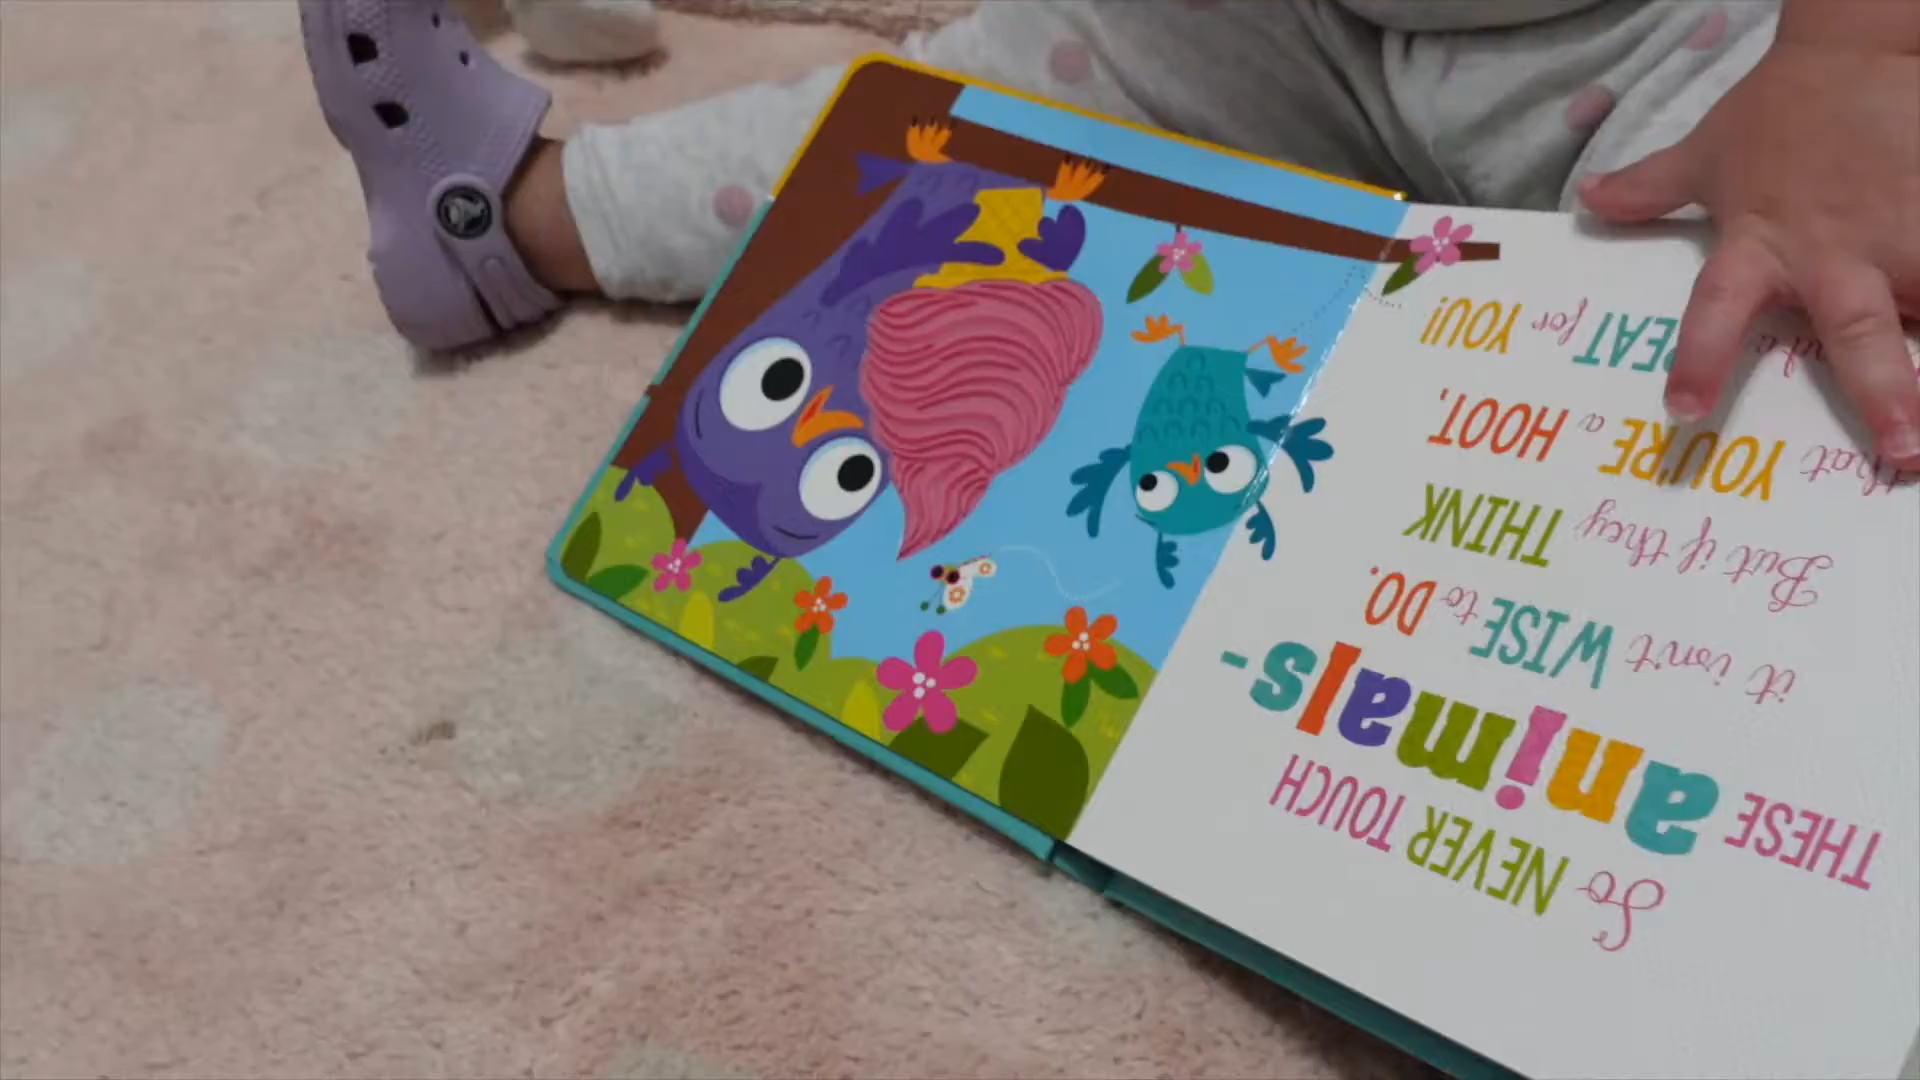 So NEVER TOUCH
THESE animals-
it isn't WISE to DO.
But if they THINK
that YOU'RE a HOOT,
for YOU!